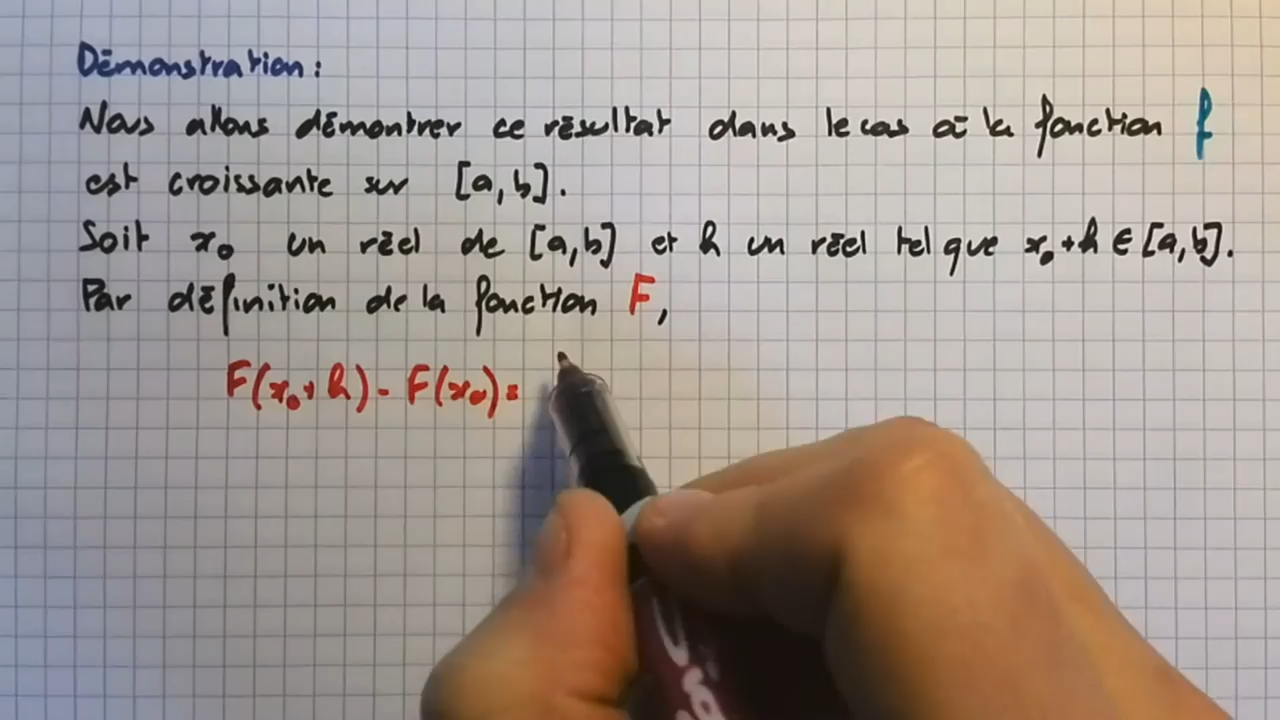 Démonstration :
Nous allons démontrer ce résultat dans le cas où la fonction f
est croissante sur [a,b].
Soit x₀ un réel de [a,b] et h un réel tel que x₀+h ∈ [a,b].
Par définition de la fonction F,
F(x₀+h) - F(x₀) =